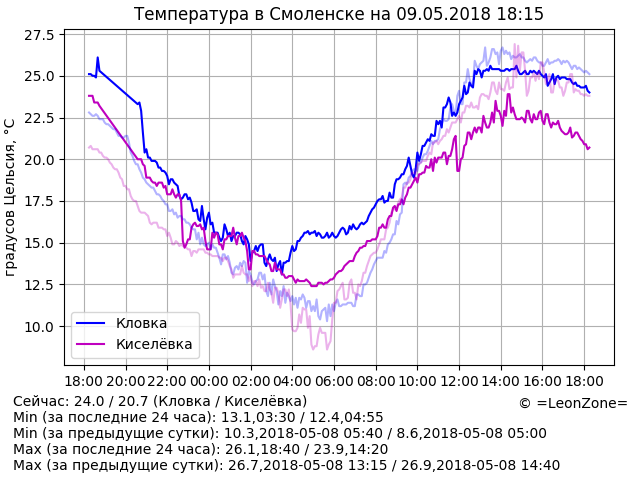 Температура в Смоленске на 09.05.2018 18:15
градусов Цельсия, °C
27.5
25.0
22.5
20.0
17.5
15.0
12.5
10.0
Кловка
Киселёвка
18:00 20:00 22:00 00:00 02:00 04:00 06:00 08:00 10:00 12:00 14:00 16:00 18:00
Сейчас: 24.0 / 20.7 (Кловка / Киселёвка)
© =LeonZone=
Min (за последние 24 часа): 13.1,03:30 / 12.4,04:55
Min (за предыдущие сутки): 10.3,2018-05-08 05:40 / 8.6,2018-05-08 05:00
Max (за последние 24 часа): 26.1,18:40 / 23.9,14:20
Max (за предыдущие сутки): 26.7,2018-05-08 13:15 / 26.9,2018-05-08 14:40